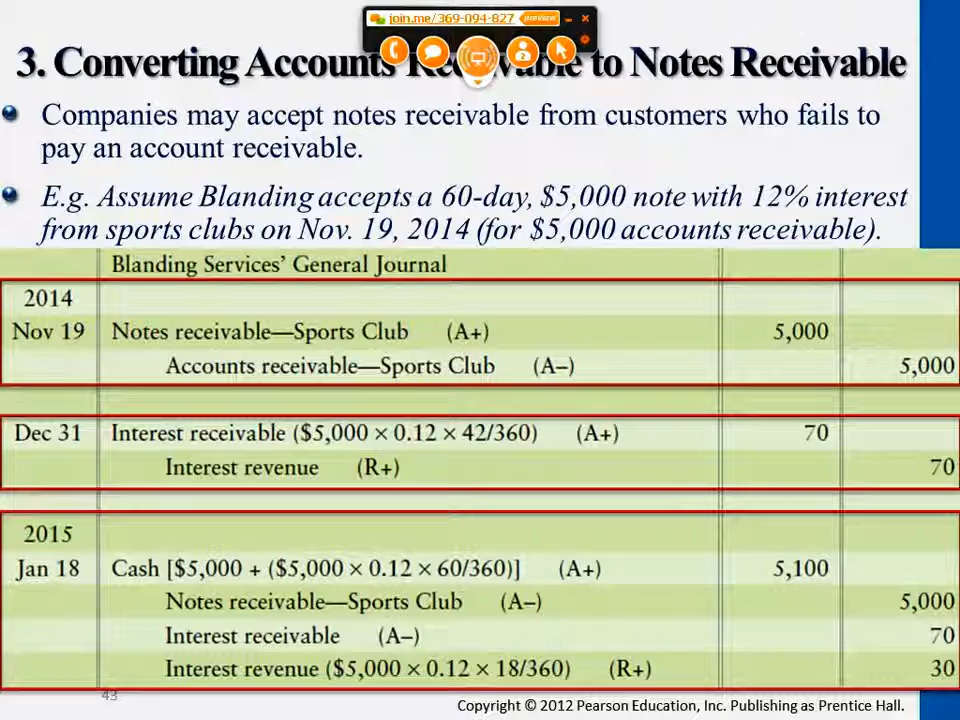 join.me/369-094-827 preview
3. Converting Accounts Receivable to Notes Receivable
Companies may accept notes receivable from customers who fails to
pay an account receivable.
E.g. Assume Blanding accepts a 60-day, $5,000 note with 12% interest
from sports clubs on Nov. 19, 2014 (for $5,000 accounts receivable).
Blanding Services’ General Journal
2014
Nov 19 Notes receivable—Sports Club (A+) 5,000
Accounts receivable—Sports Club (A–) 5,000
Dec 31 Interest receivable ($5,000 × 0.12 × 42/360) (A+) 70
Interest revenue (R+) 70
2015
Jan 18 Cash [$5,000 + ($5,000 × 0.12 × 60/360)] (A+) 5,100
Notes receivable—Sports Club (A–) 5,000
Interest receivable (A–) 70
Interest revenue ($5,000 × 0.12 × 18/360) (R+) 30
43
Copyright © 2012 Pearson Education, Inc. Publishing as Prentice Hall.